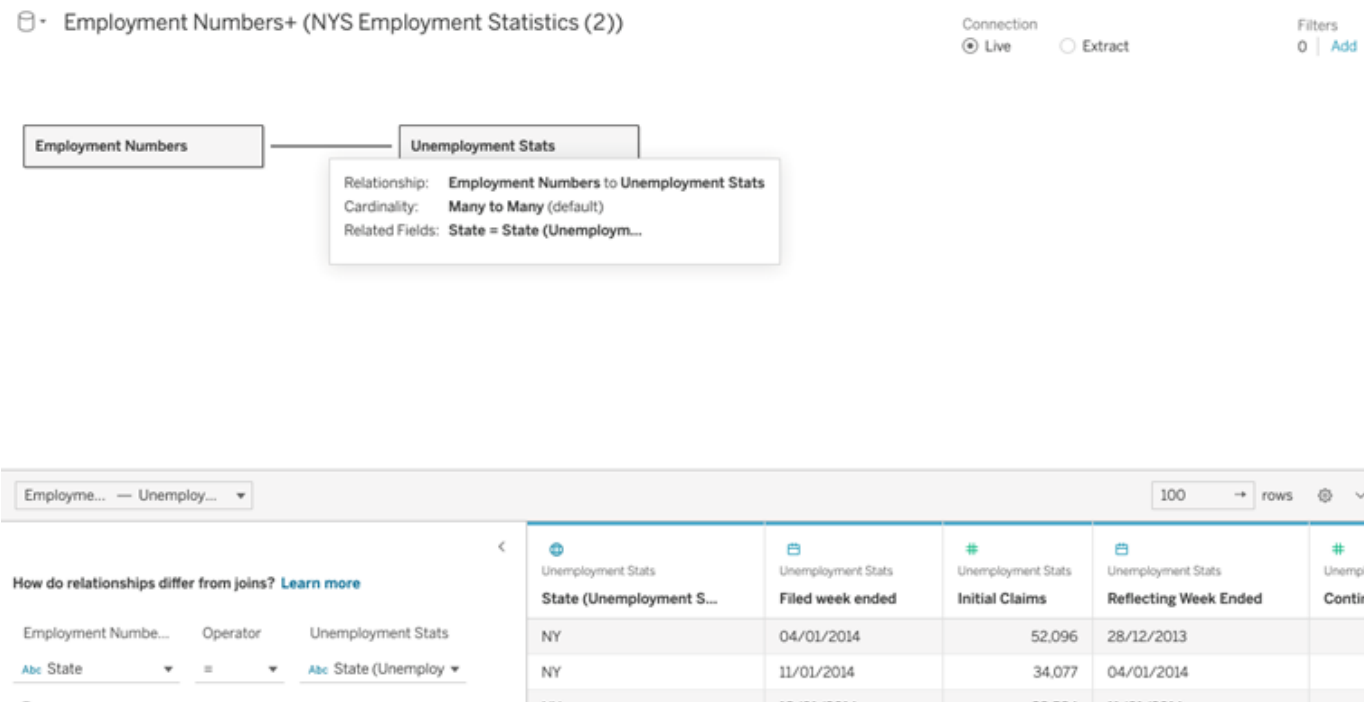 Employment Numbers+ (NYS Employment Statistics (2))
Connection
Live
Extract
Filters
0
Add
Employment Numbers
Unemployment Stats
Relationship: Employment Numbers to Unemployment Stats
Cardinality: Many to Many (default)
Related Fields: State = State (Unemploym...
Employme... — Unemploy...
100 → rows
How do relationships differ from joins? Learn more
Employment Numbe... Operator Unemployment Stats
Abc State = Abc State (Unemploy
Unemployment Stats Unemployment Stats Unemployment Stats Unemployment Stats Unempl
State (Unemployment S... Filed week ended Initial Claims Reflecting Week Ended Contin
NY 04/01/2014 52,096 28/12/2013
NY 11/01/2014 34,077 04/01/2014